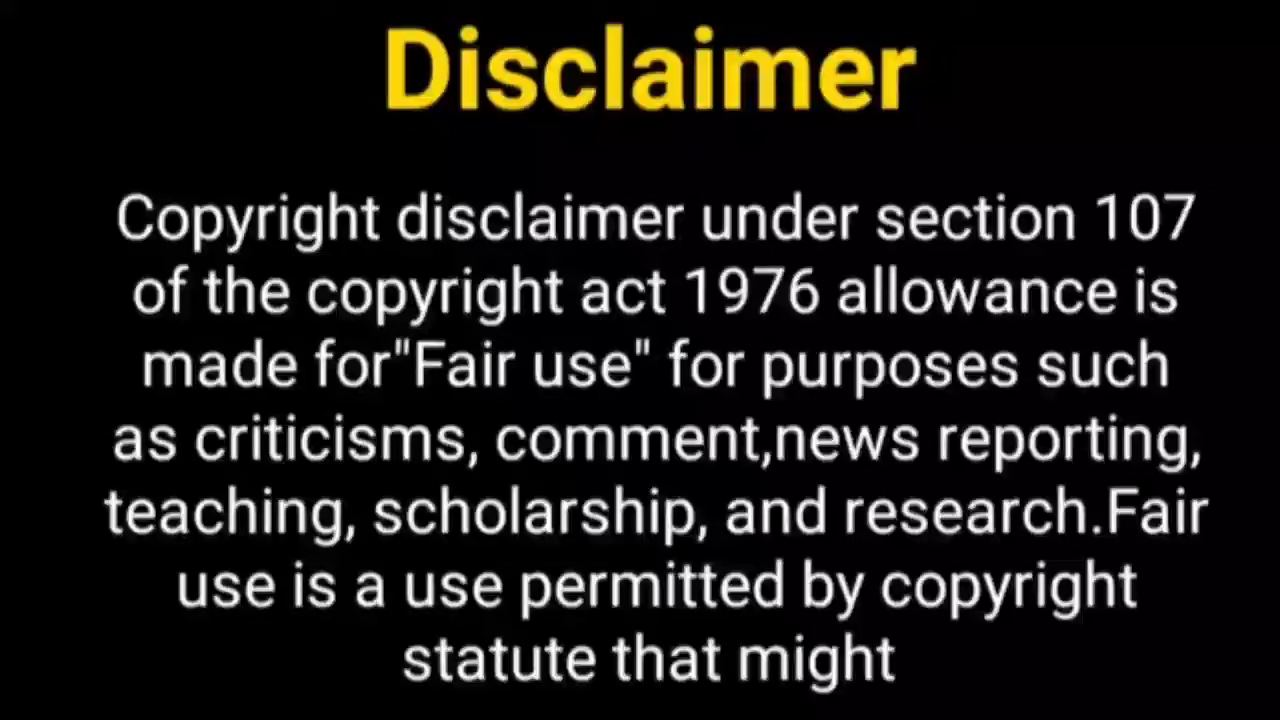 Disclaimer
Copyright disclaimer under section 107
of the copyright act 1976 allowance is
made for"Fair use" for purposes such
as criticisms, comment,news reporting,
teaching, scholarship, and research.Fair
use is a use permitted by copyright
statute that might